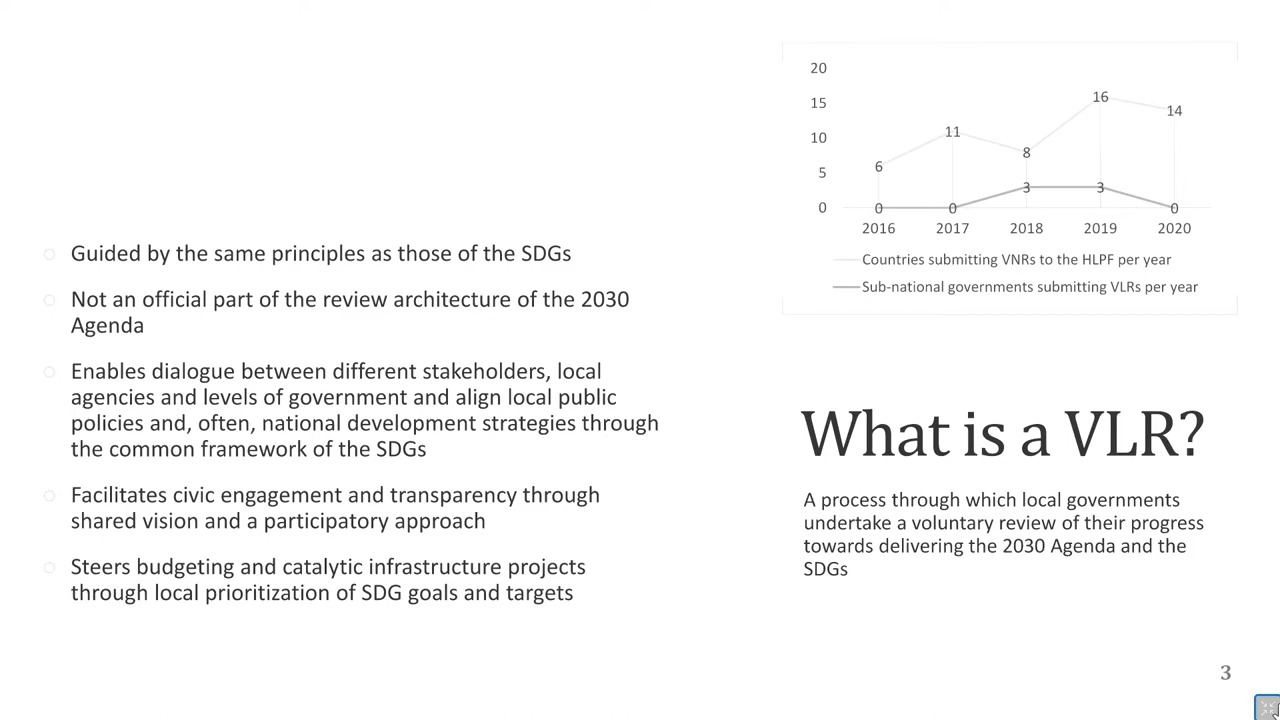 Guided by the same principles as those of the SDGs
Not an official part of the review architecture of the 2030
Agenda
Enables dialogue between different stakeholders, local
agencies and levels of government and align local public
policies and, often, national development strategies through
the common framework of the SDGs
Facilitates civic engagement and transparency through
shared vision and a participatory approach
Steers budgeting and catalytic infrastructure projects
through local prioritization of SDG goals and targets
20
15
10
5
0
6
11
8
16
14
0
0
3
3
0
2016 2017 2018 2019 2020
Countries submitting VNRs to the HLPF per year
Sub-national governments submitting VLRs per year
What is a VLR?
A process through which local governments
undertake a voluntary review of their progress
towards delivering the 2030 Agenda and the
SDGs
3